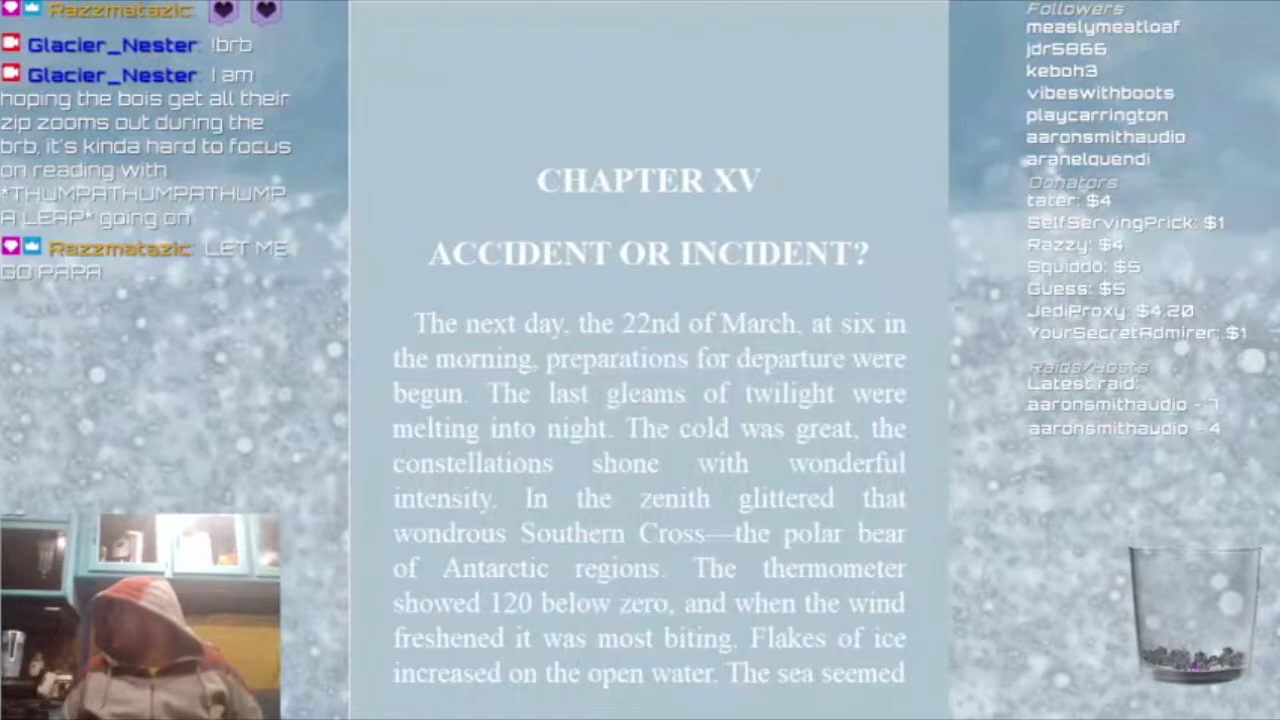 Razzmatazic:
Glacier_Nester: !brb
Glacier_Nester: I am
hoping the bois get all their
zip zooms out during the
brb, it's kinda hard to focus
on reading with
*THUMPATHUMPATHUMP
A LEAP* going on
Razzmatazic: LET ME
GO PAPA
CHAPTER XV
ACCIDENT OR INCIDENT?
The next day, the 22nd of March, at six in
the morning, preparations for departure were
begun. The last gleams of twilight were
melting into night. The cold was great, the
constellations shone with wonderful
intensity. In the zenith glittered that
wondrous Southern Cross—the polar bear
of Antarctic regions. The thermometer
showed 120 below zero, and when the wind
freshened it was most biting. Flakes of ice
increased on the open water. The sea seemed
Followers
measlymeatloaf
jdr5866
keboh3
vibeswithboots
playcarrington
aaronsmithaudio
aranelquendi
Donators
tater: $4
SelfServingPrick: $1
Razzy: $4
Squiddo: $5
Guess: $5
JediProxy: $4.20
YourSecretAdmirer: $1
Raids/Hosts
Latest raid:
aaronsmithaudio - 7
aaronsmithaudio - 4